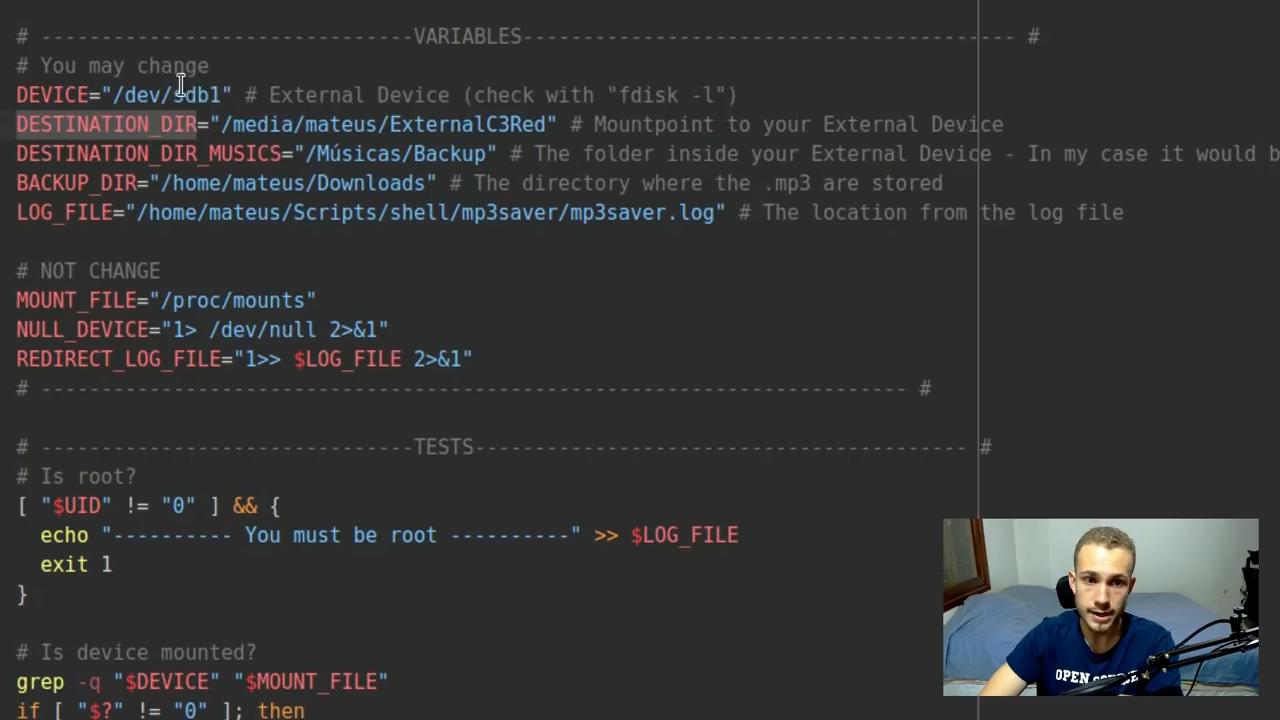 # -------------------------------VARIABLES----------------------------------------- #
# You may change
DEVICE="/dev/sdb1" # External Device (check with "fdisk -l")
DESTINATION_DIR="/media/mateus/ExternalC3Red" # Mountpoint to your External Device
DESTINATION_DIR_MUSICS="/Músicas/Backup" # The folder inside your External Device - In my case it would b
BACKUP_DIR="/home/mateus/Downloads" # The directory where the .mp3 are stored
LOG_FILE="/home/mateus/Scripts/shell/mp3saver/mp3saver.log" # The location from the log file
# NOT CHANGE
MOUNT_FILE="/proc/mounts"
NULL_DEVICE="1> /dev/null 2>&1"
REDIRECT_LOG_FILE="1>> $LOG_FILE 2>&1"
# ------------------------------------------------------------------------ #
# -------------------------------TESTS----------------------------------------- #
# Is root?
[ "$UID" != "0" ] && {
echo "---------- You must be root ----------" >> $LOG_FILE
exit 1
}
# Is device mounted?
grep -q "$DEVICE" "$MOUNT_FILE"
if [ "$?" != "0" ]; then
OPEN